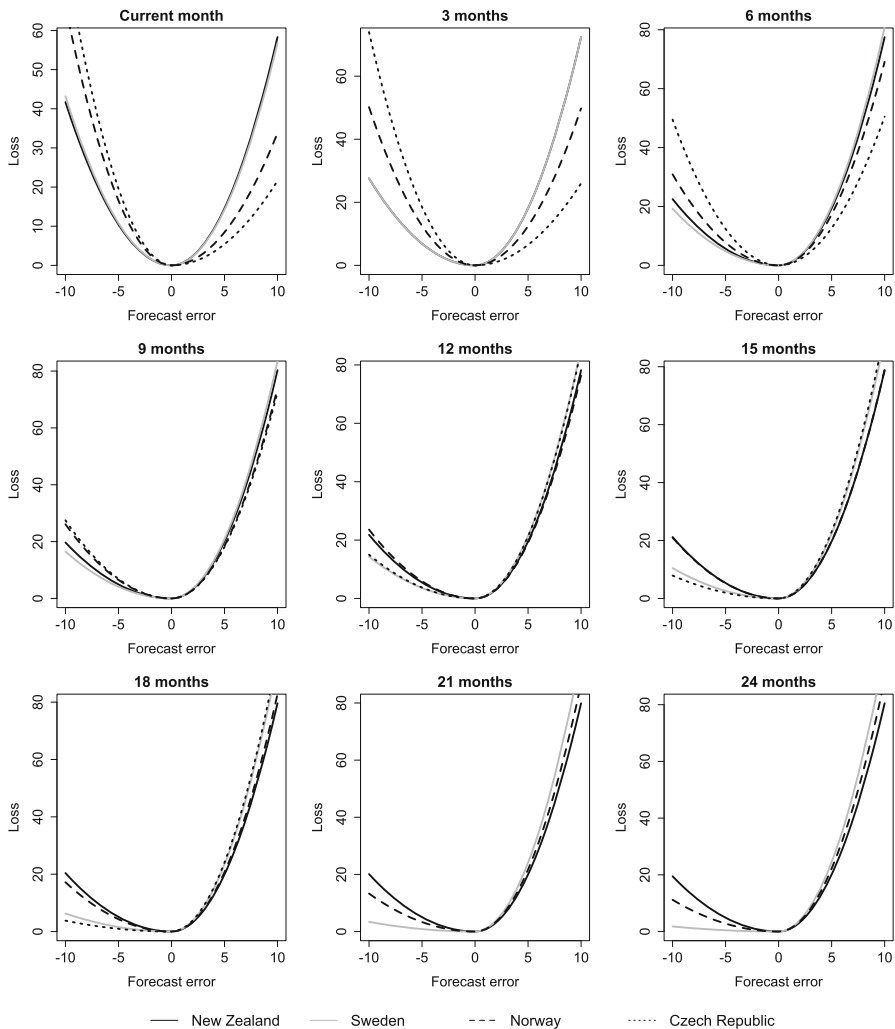 Current month
3 months
6 months
Loss
0 10 20 30 40 50 60
-10 -5 0 5 10
Forecast error
Loss
0 20 40 60
-10 -5 0 5 10
Forecast error
Loss
0 20 40 60 80
-10 -5 0 5 10
Forecast error
9 months
12 months
15 months
Loss
0 20 40 60 80
-10 -5 0 5 10
Forecast error
Loss
0 20 40 60 80
-10 -5 0 5 10
Forecast error
Loss
0 20 40 60 80
-10 -5 0 5 10
Forecast error
18 months
21 months
24 months
Loss
0 20 40 60 80
-10 -5 0 5 10
Forecast error
Loss
0 20 40 60 80
-10 -5 0 5 10
Forecast error
Loss
0 20 40 60 80
-10 -5 0 5 10
Forecast error
New Zealand Sweden Norway Czech Republic